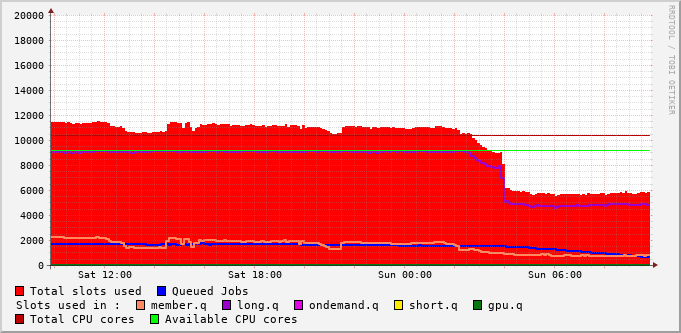 RRDTOOL / TOBI OETIKER
20000
18000
16000
14000
12000
10000
8000
6000
4000
2000
0
Sat 12:00 Sat 18:00 Sun 00:00 Sun 06:00
Total slots used Queued Jobs
Slots used in : member.q long.q ondemand.q short.q gpu.q
Total CPU cores Available CPU cores